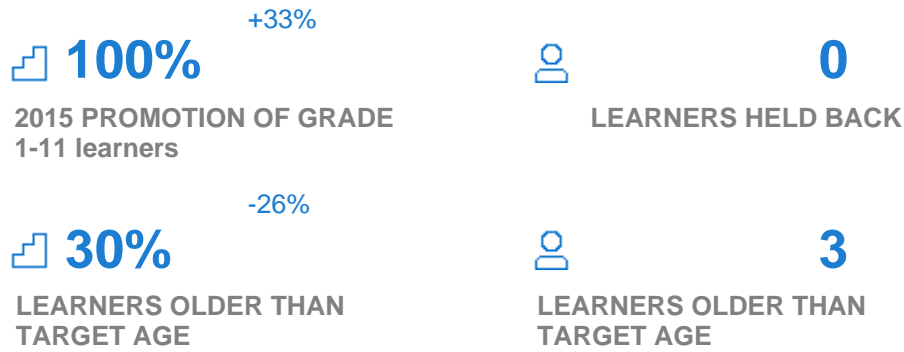 +33%
100%
0
2015 PROMOTION OF GRADE
1-11 learners
LEARNERS HELD BACK
-26%
30%
3
LEARNERS OLDER THAN
TARGET AGE
LEARNERS OLDER THAN
TARGET AGE